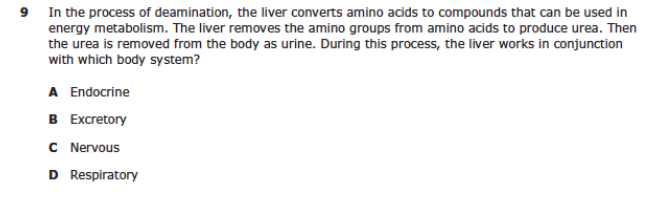 9 In the process of deamination, the liver converts amino acids to compounds that can be used in
energy metabolism. The liver removes the amino groups from amino acids to produce urea. Then
the urea is removed from the body as urine. During this process, the liver works in conjunction
with which body system?
A Endocrine
B Excretory
C Nervous
D Respiratory